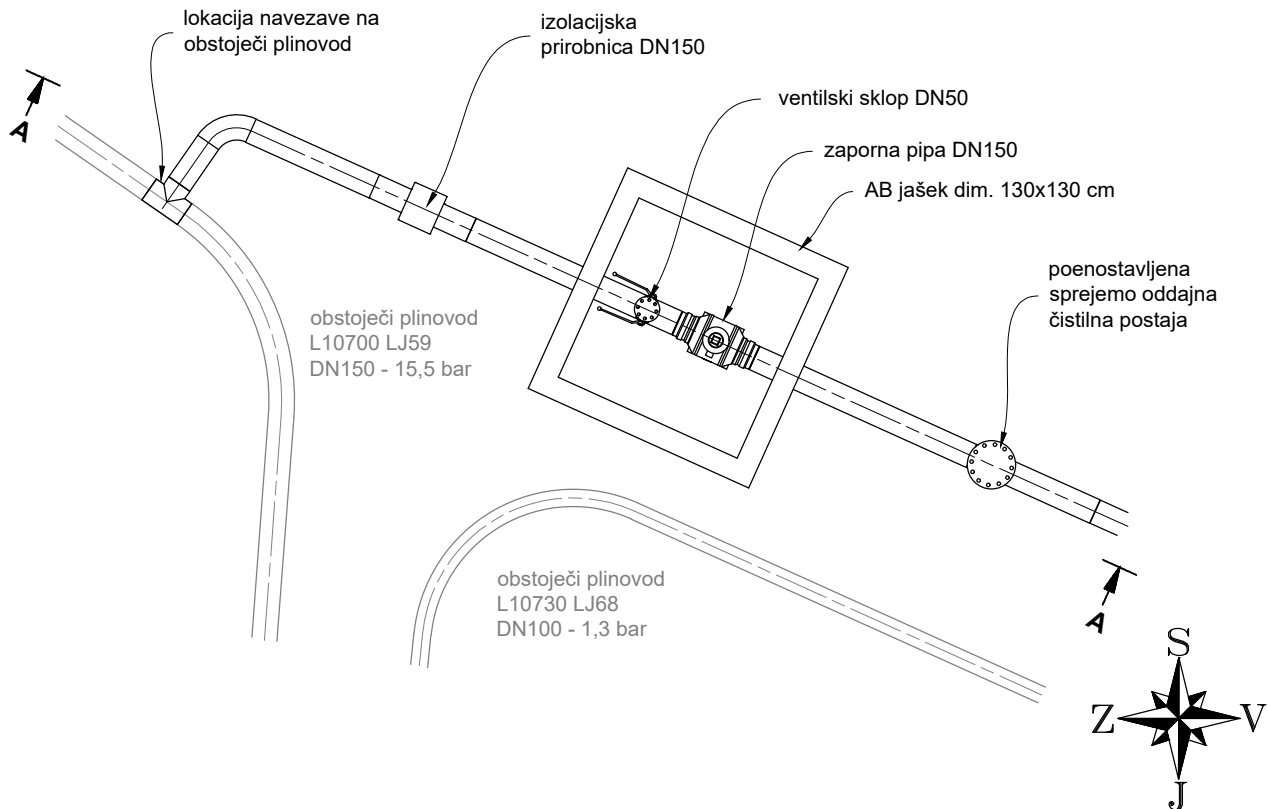 lokacija navezave na
obstoječi plinovod
izolacijska
prirobnica DN150
ventilski sklop DN50
zaporna pipa DN150
AB jašek dim. 130x130 cm
poenostavljena
sprejemo oddajna
čistilna postaja
A
obstoječi plinovod
L10700 LJ59
DN150 - 15,5 bar
obstoječi plinovod
L10730 LJ68
DN100 - 1,3 bar
A
S
Z
V
J